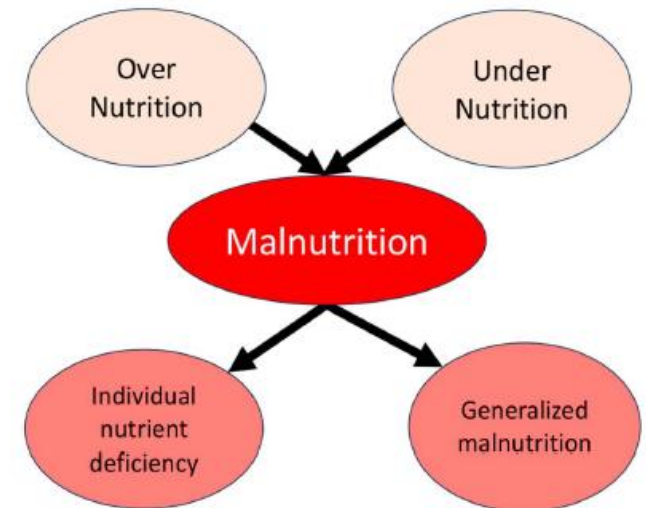 Over
Nutrition
Under
Nutrition
Malnutrition
Individual
nutrient
deficiency
Generalized
malnutrition